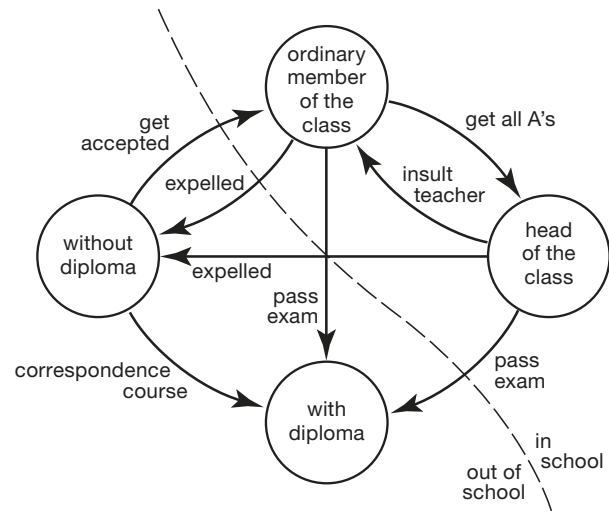 ordinary
member
of the
class
get
accepted
get all A's
expelled
insult
teacher
without
diploma
head
of the
class
expelled
pass
exam
correspondence
course
pass
exam
with
diploma
in
school
out of
school